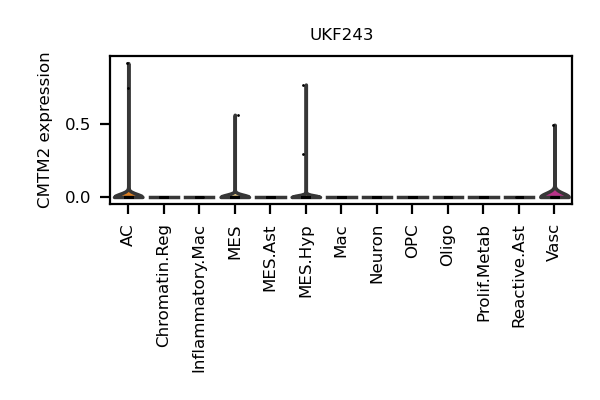 UKF243
CMTM2 expression
0.5
0.0
AC
Chromatin.Reg
Inflammatory.Mac
MES
MES.Ast
MES.Hyp
Mac
Neuron
OPC
Oligo
Prolif.Metab
Reactive.Ast
Vasc